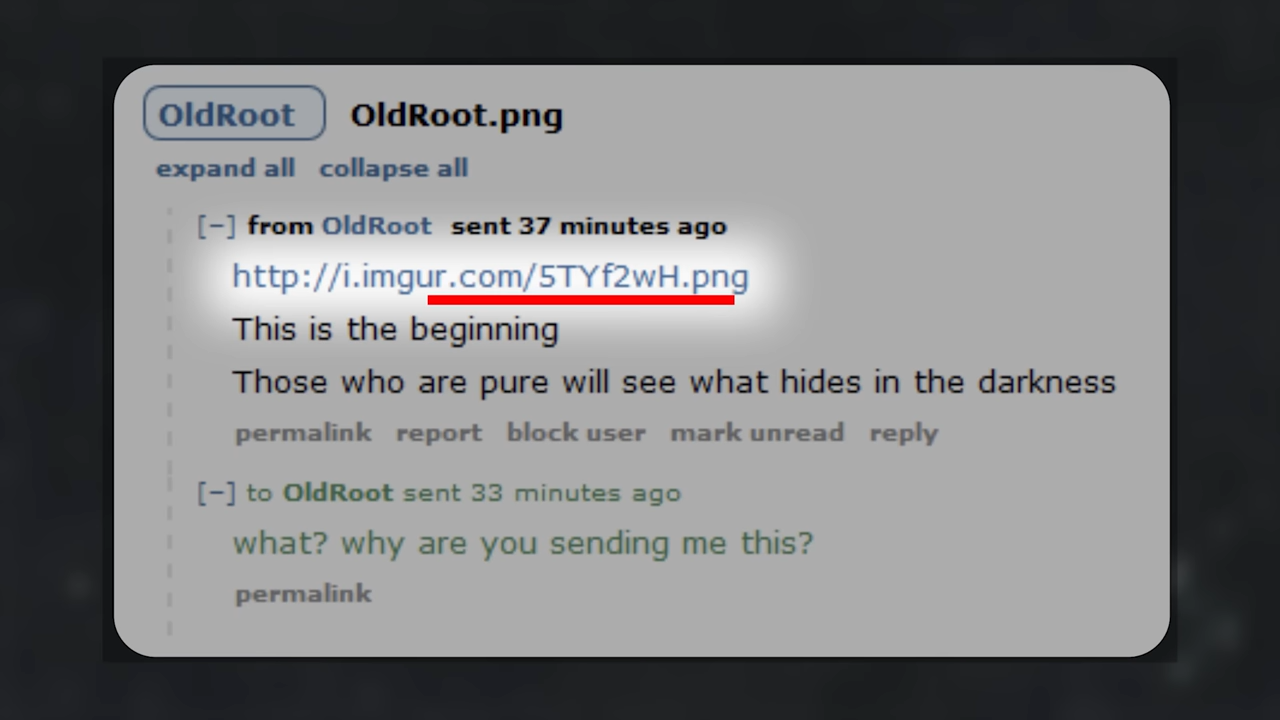 OldRoot OldRoot.png
expand all collapse all
[−] from OldRoot sent 37 minutes ago
http://i.imgur.com/5TYf2wH.png
This is the beginning
Those who are pure will see what hides in the darkness
permalink report block user mark unread reply
[−] to OldRoot sent 33 minutes ago
what? why are you sending me this?
permalink